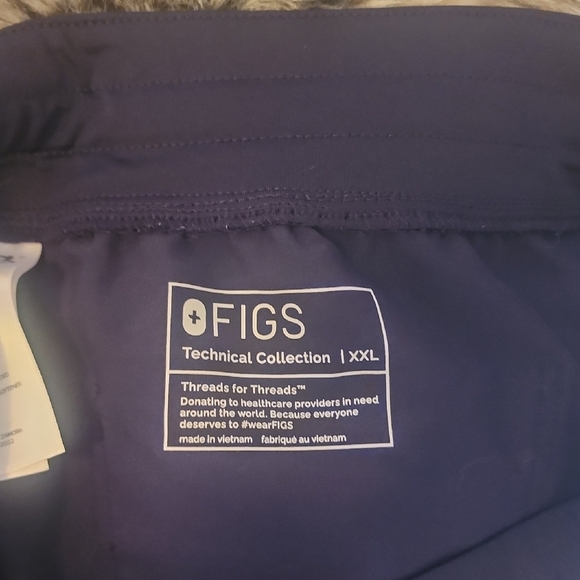 FIGS
Technical Collection | XXL
Threads for Threads™
Donating to healthcare providers in need
around the world. Because everyone
deserves to #wearFIGS
made in vietnam fabriqué au vietnam